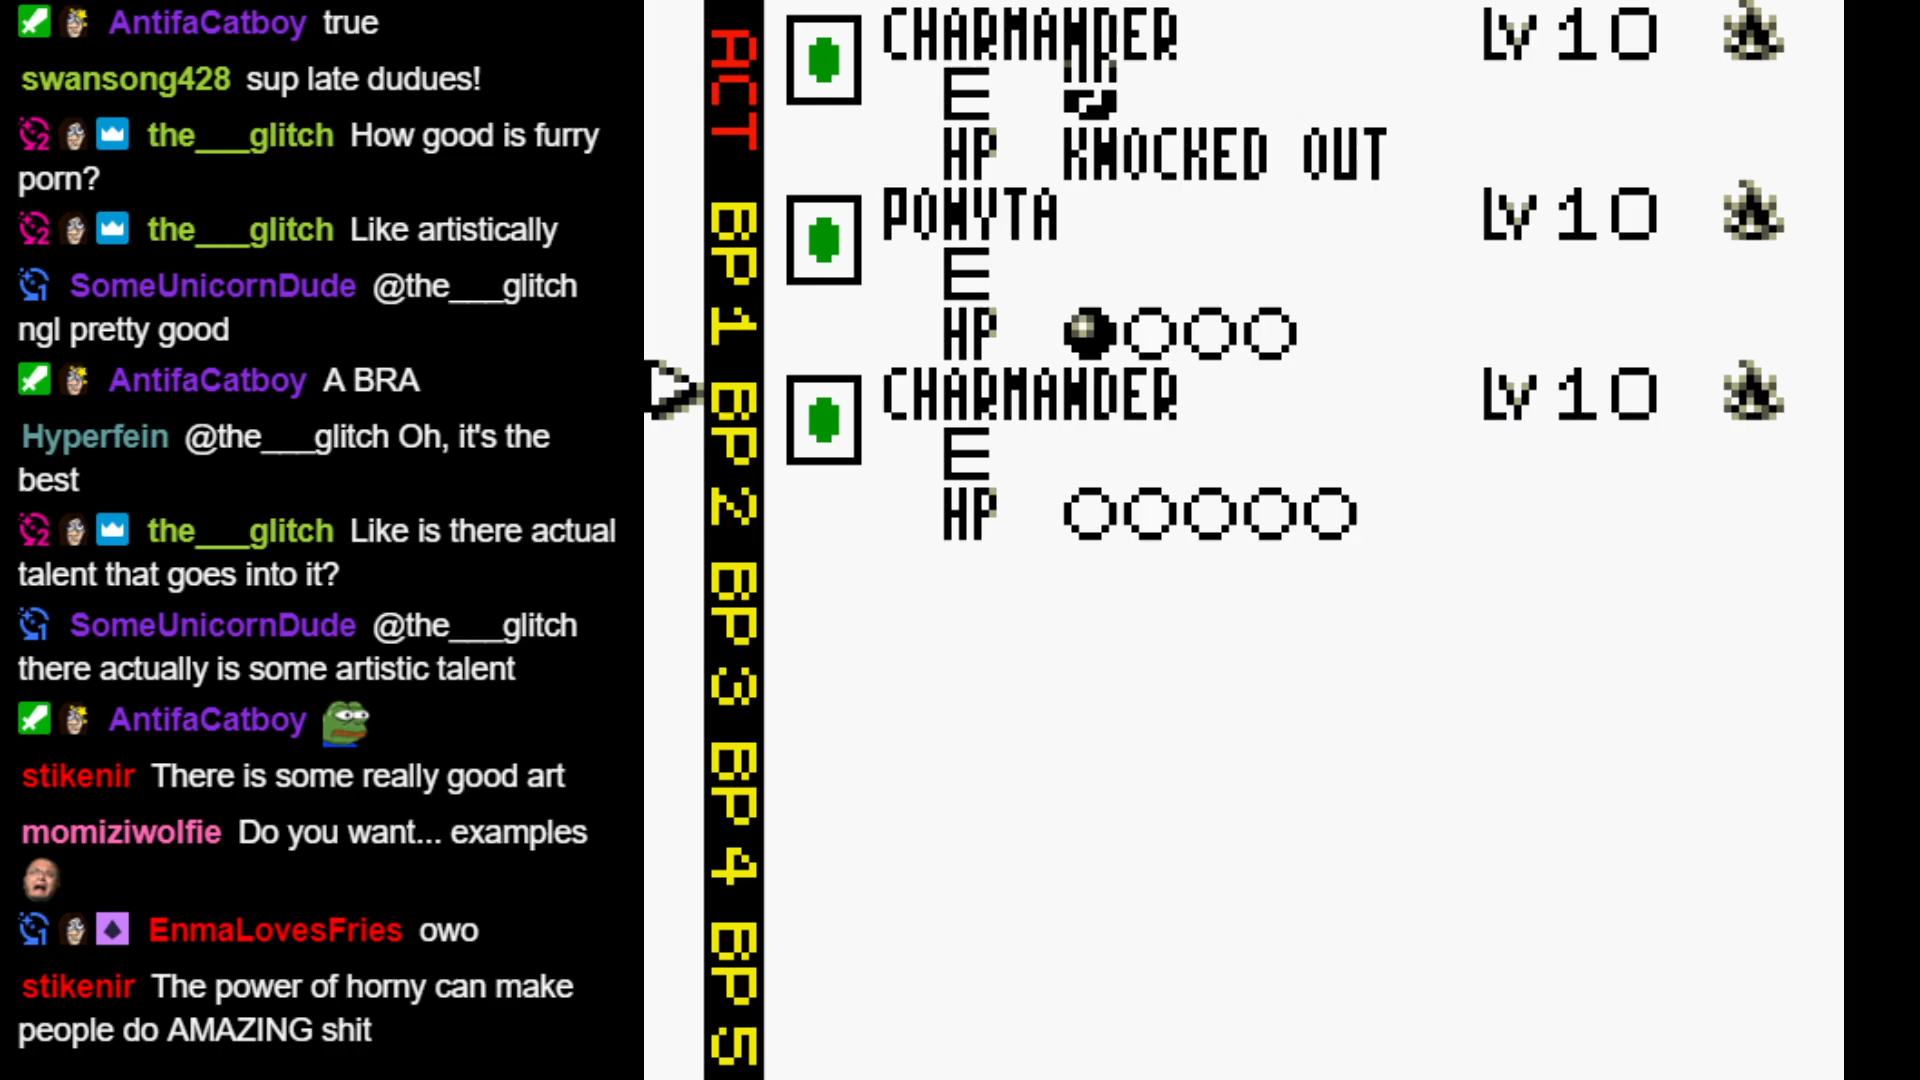 AntifaCatboy true
swansong428 sup late dudues!
the___glitch How good is furry
porn?
the___glitch Like artistically
SomeUnicornDude @the___glitch
ngl pretty good
AntifaCatboy A BRA
Hyperfein @the___glitch Oh, it's the
best
the___glitch Like is there actual
talent that goes into it?
SomeUnicornDude @the___glitch
there actually is some artistic talent
AntifaCatboy
stikenir There is some really good art
momiziwolfie Do you want... examples
EnmaLovesFries owo
stikenir The power of horny can make
people do AMAZING shit
ACT
BP 1
BP 2
BP 3
BP 4
BP 5
CHARMANDER Lv 10
E
HP KNOCKED OUT
PONYTA Lv 10
E
HP
CHARMANDER Lv 10
E
HP